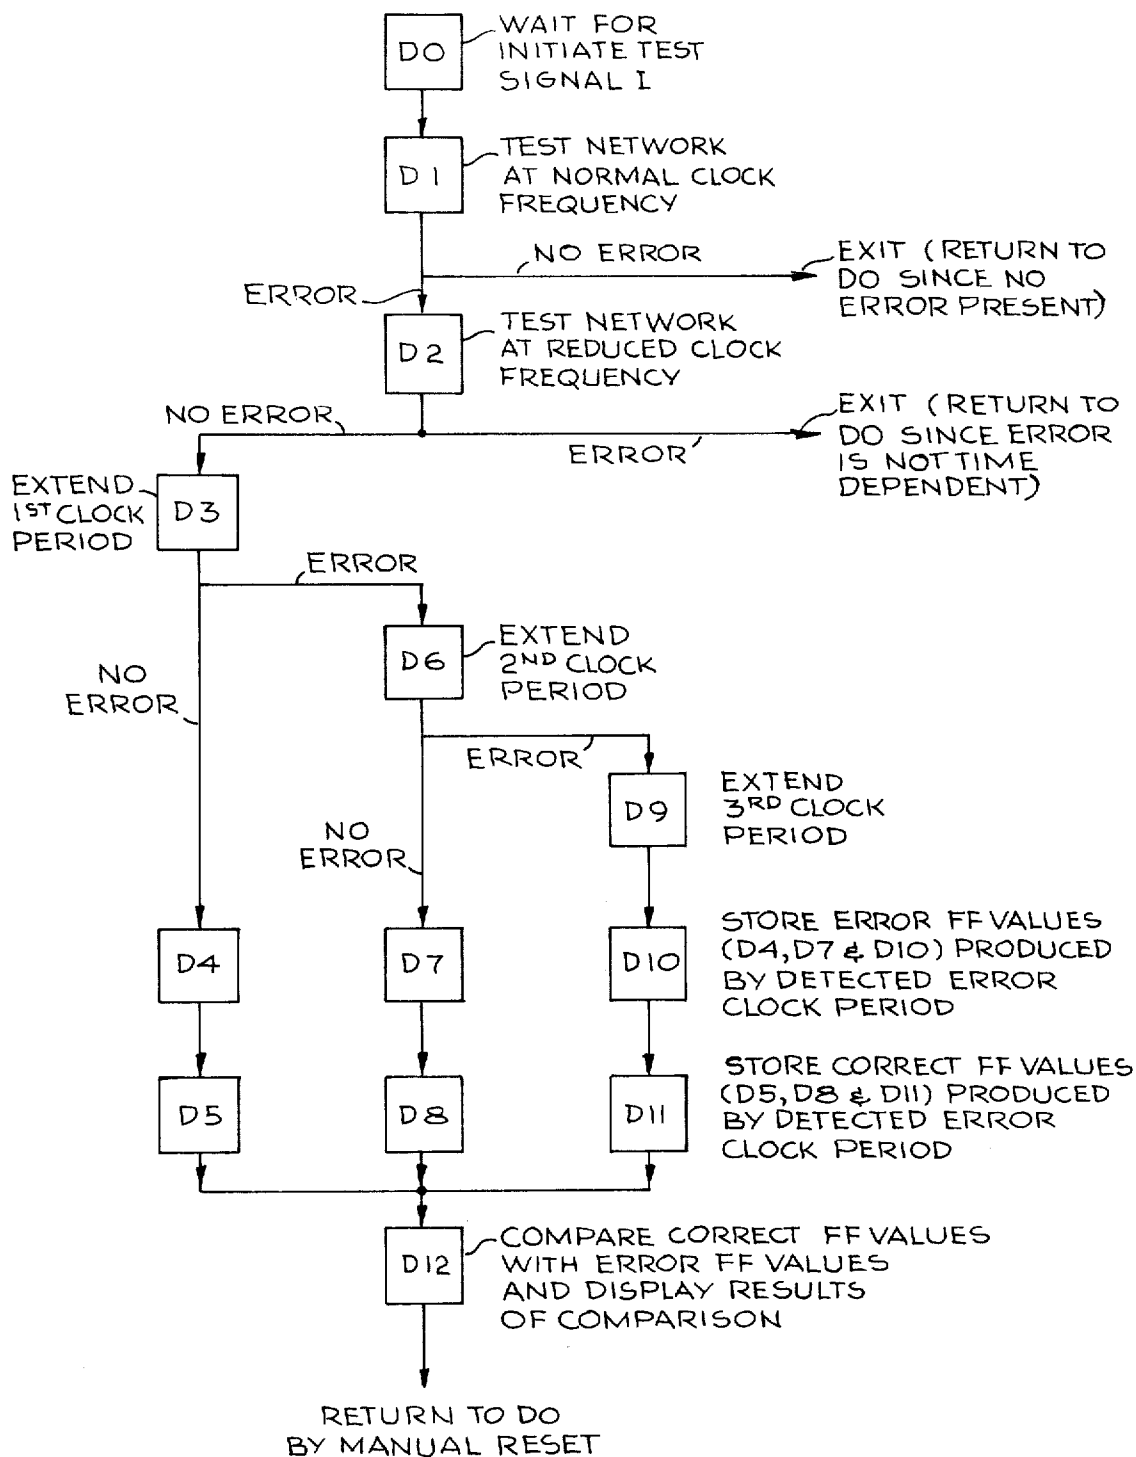 D0
WAIT FOR
INITIATE TEST
SIGNAL I
D1
TEST NETWORK
AT NORMAL CLOCK
FREQUENCY
NO ERROR
EXIT (RETURN TO
DO SINCE NO
ERROR PRESENT)
ERROR
D2
TEST NETWORK
AT REDUCED CLOCK
FREQUENCY
NO ERROR
ERROR
EXIT (RETURN TO
DO SINCE ERROR
IS NOT TIME
DEPENDENT)
EXTEND
1ST CLOCK
PERIOD
D3
ERROR
NO
ERROR
D6
EXTEND
2ND CLOCK
PERIOD
ERROR
NO
ERROR
D9
EXTEND
3RD CLOCK
PERIOD
D4
D7
D10
STORE ERROR FF VALUES
(D4, D7 & D10) PRODUCED
BY DETECTED ERROR
CLOCK PERIOD
D5
D8
D11
STORE CORRECT FF VALUES
(D5, D8 & D11) PRODUCED
BY DETECTED ERROR
CLOCK PERIOD
D12
COMPARE CORRECT FF VALUES
WITH ERROR FF VALUES
AND DISPLAY RESULTS
OF COMPARISON
RETURN TO DO
BY MANUAL RESET